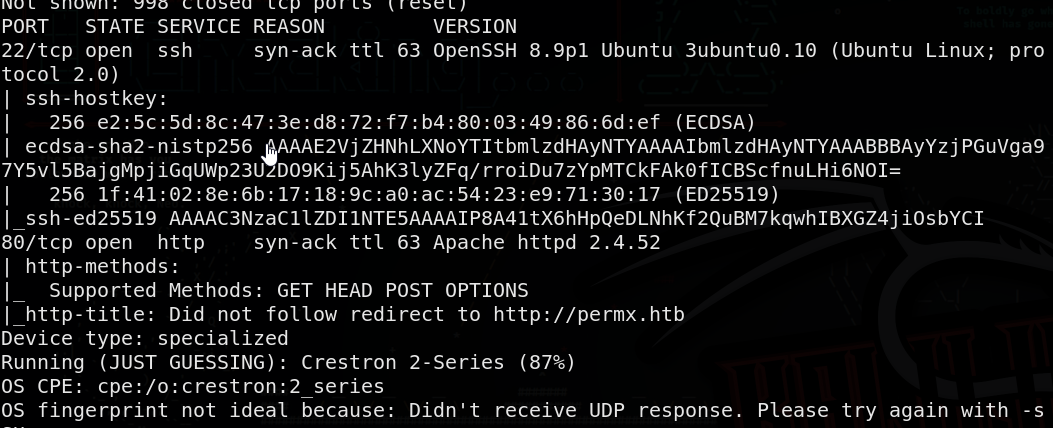 Not shown: 998 closed tcp ports (reset)
PORT   STATE SERVICE REASON         VERSION
22/tcp open  ssh     syn-ack ttl 63 OpenSSH 8.9p1 Ubuntu 3ubuntu0.10 (Ubuntu Linux; pro
tocol 2.0)
| ssh-hostkey:
|   256 e2:5c:5d:8c:47:3e:d8:72:f7:b4:80:03:49:86:6d:ef (ECDSA)
| ecdsa-sha2-nistp256 AAAAE2VjZHNhLXNoYTItbmlzdHAyNTYAAAAIbmlzdHAyNTYAAABBBAyYzjPGuVga9
7Y5vl5BajgMpjiGqUWp23U2DO9Kij5AhK3lyZFq/rroiDu7zYpMTCkFAk0fICBScfnuLHi6NOI=
|   256 1f:41:02:8e:6b:17:18:9c:a0:ac:54:23:e9:71:30:17 (ED25519)
|_ssh-ed25519 AAAAC3NzaC1lZDI1NTE5AAAAIP8A41tX6hHpQeDLNhKf2QuBM7kqwhIBXGZ4jiOsbYCI
80/tcp open  http    syn-ack ttl 63 Apache httpd 2.4.52
| http-methods:
|_  Supported Methods: GET HEAD POST OPTIONS
|_http-title: Did not follow redirect to http://permx.htb
Device type: specialized
Running (JUST GUESSING): Crestron 2-Series (87%)
OS CPE: cpe:/o:crestron:2_series
OS fingerprint not ideal because: Didn't receive UDP response. Please try again with -s